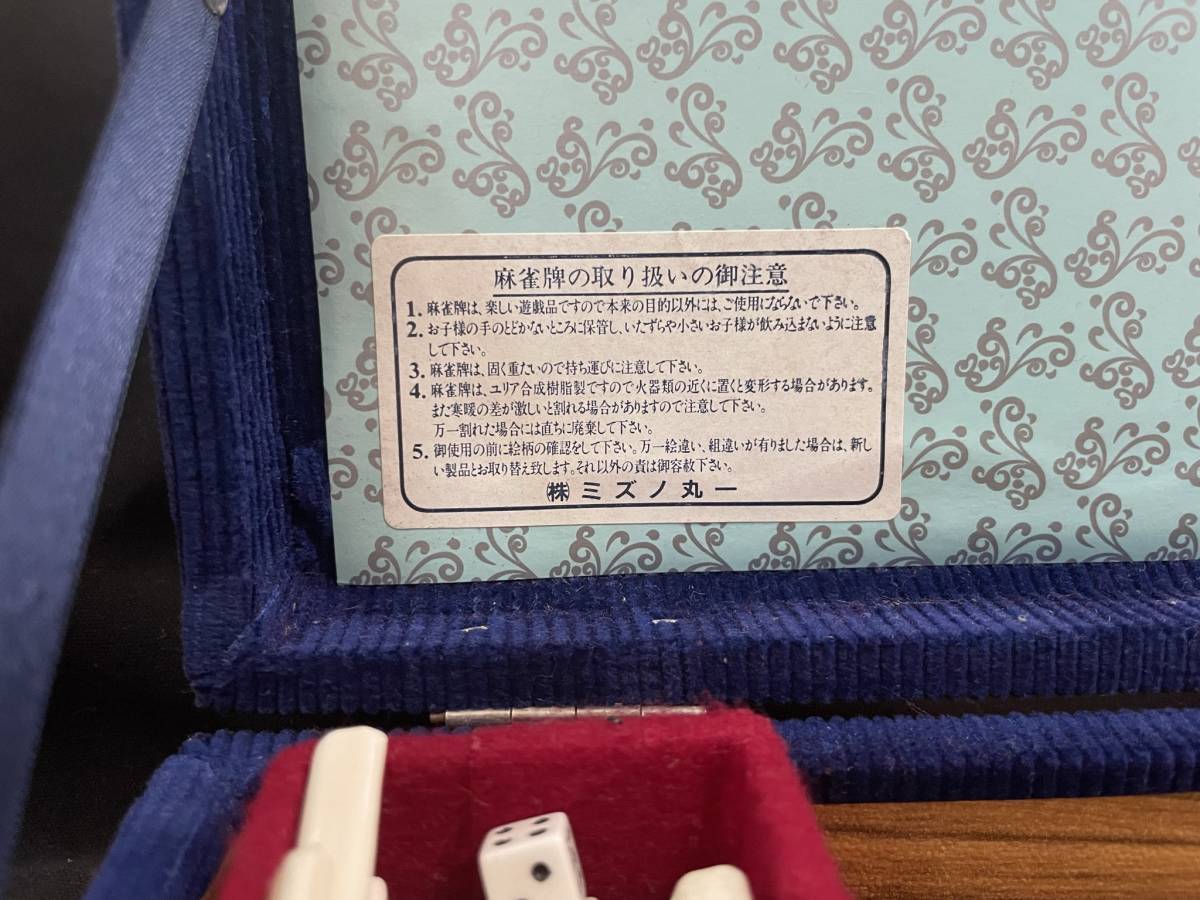 麻雀牌の取り扱いの御注意
1. 麻雀牌は、楽しい遊戯品ですので本来の目的以外には、ご使用にならないで下さい。
2. お子様の手のとどかないところに保管し、いたずらや小さいお子様が飲み込まないように注意
して下さい。
3. 麻雀牌は、固く重たいので持ち運びに注意して下さい。
4. 麻雀牌は、ユリア合成樹脂製ですので火器類の近くに置くと変形する場合があります。
また寒暖の差が激しいと割れる場合がありますので注意して下さい。
万一割れた場合には直ちに廃棄して下さい。
5. 御使用の前に絵柄の確認をして下さい。万一絵違い、組違いが有りました場合は、新し
い製品とお取り替え致します。それ以外の責は御容赦下さい。
㈱ミズノ丸一